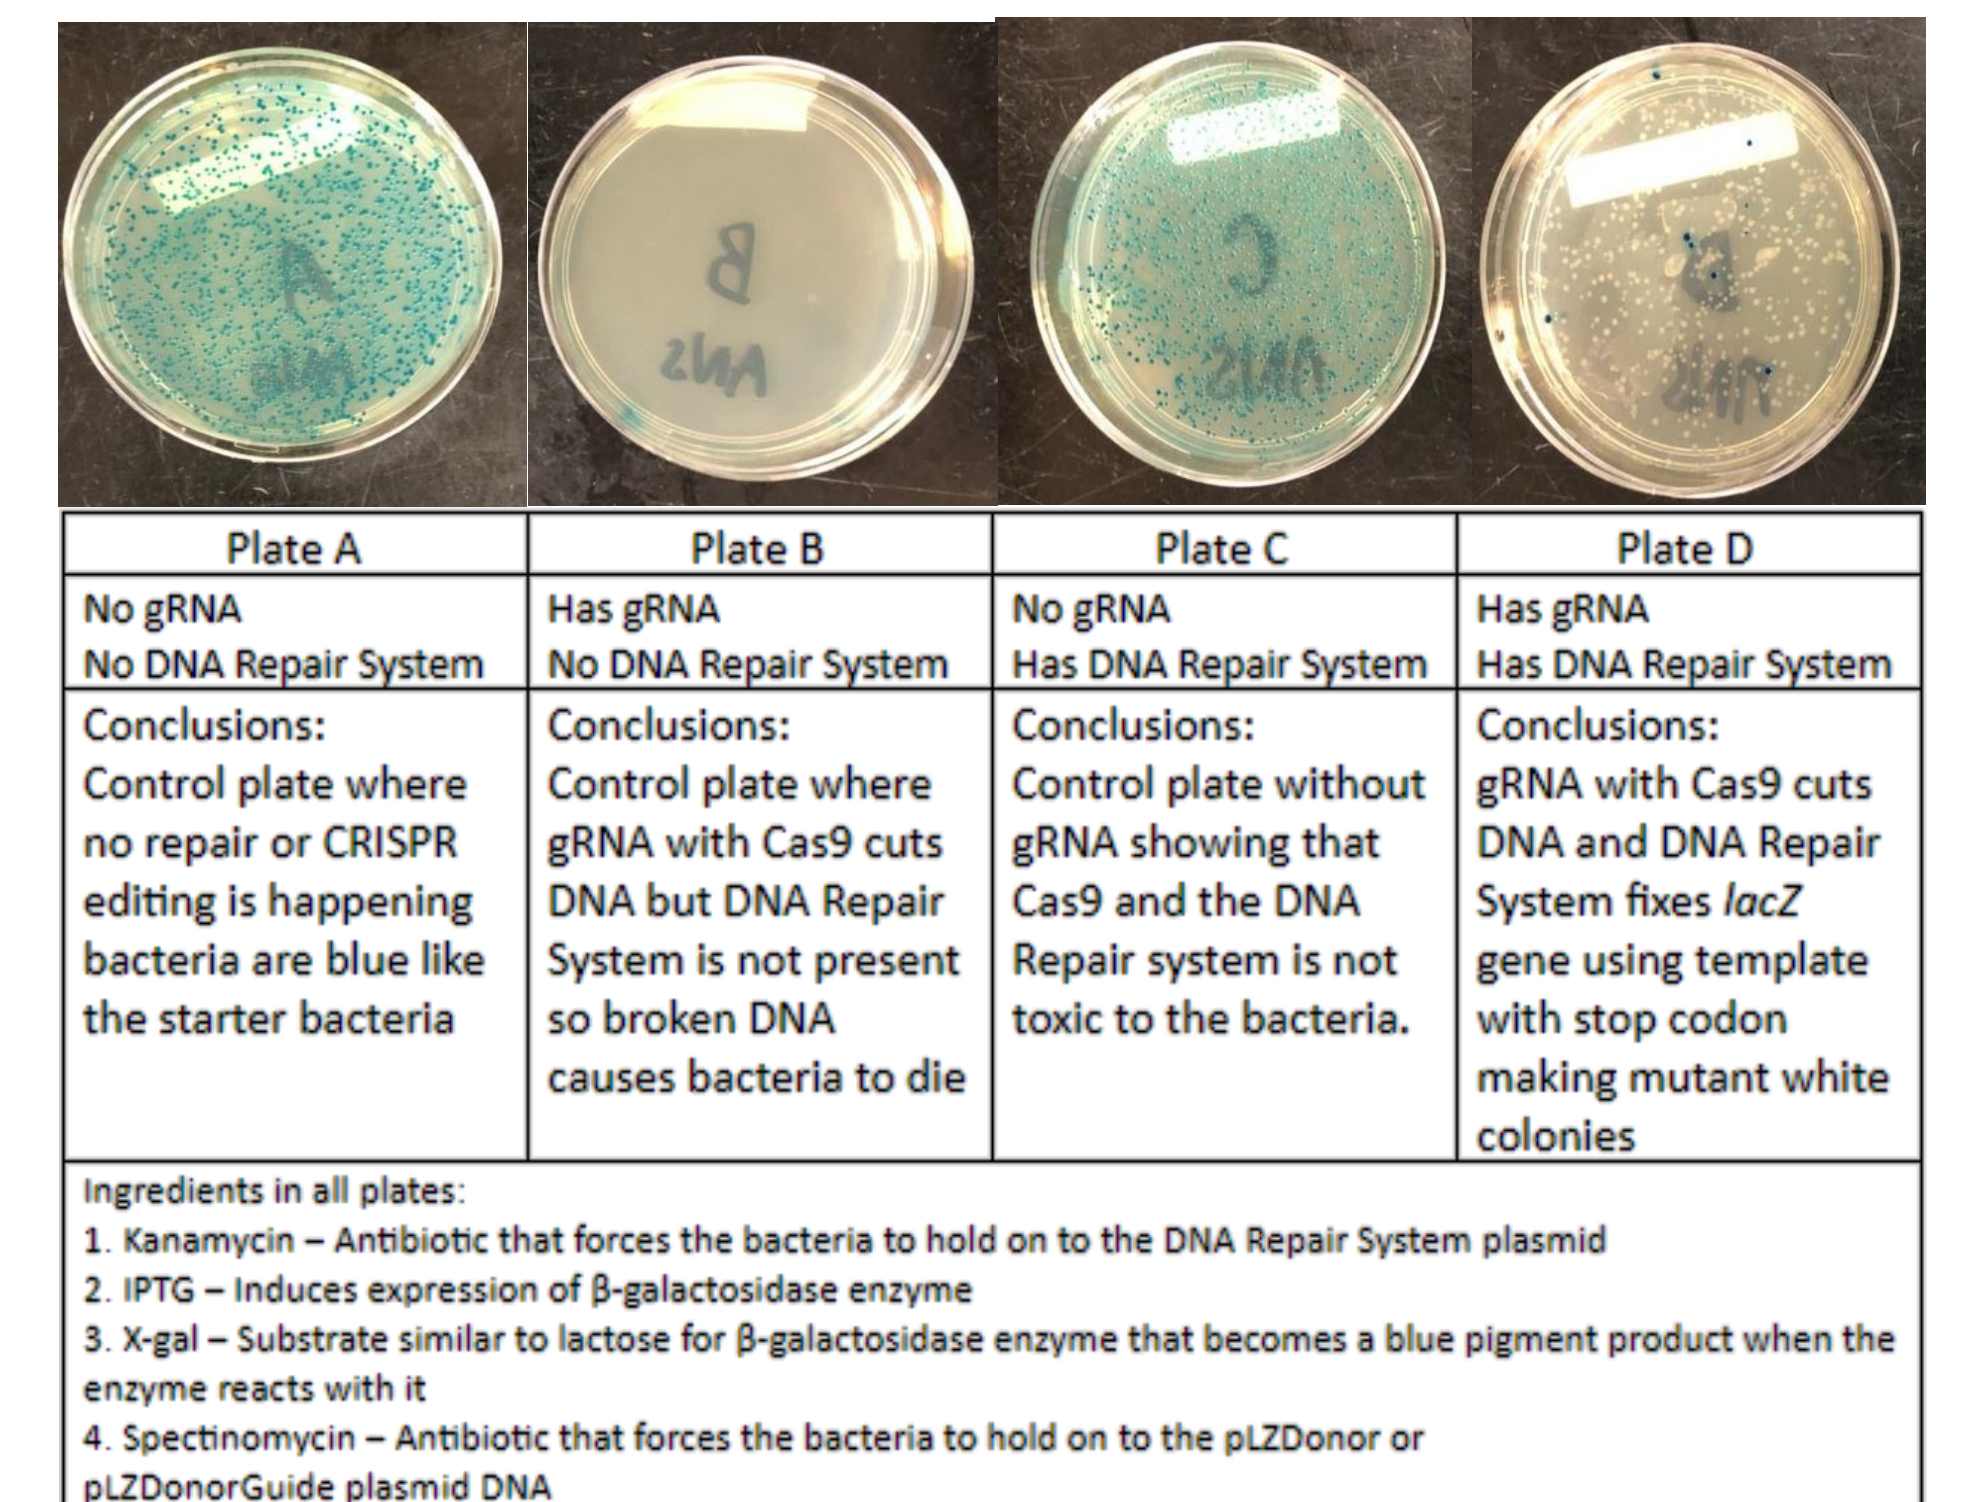 A
B
AMS
C
AMS
AMS
Plate A
Plate B
Plate C
Plate D
No gRNA
No DNA Repair System
Has gRNA
No DNA Repair System
No gRNA
Has DNA Repair System
Has gRNA
Has DNA Repair System
Conclusions:
Control plate where
no repair or CRISPR
editing is happening
bacteria are blue like
the starter bacteria
Conclusions:
Control plate where
gRNA with Cas9 cuts
DNA but DNA Repair
System is not present
so broken DNA
causes bacteria to die
Conclusions:
Control plate without
gRNA showing that
Cas9 and the DNA
Repair system is not
toxic to the bacteria.
Conclusions:
gRNA with Cas9 cuts
DNA and DNA Repair
System fixes lacZ
gene using template
with stop codon
making mutant white
colonies
Ingredients in all plates:
1. Kanamycin – Antibiotic that forces the bacteria to hold on to the DNA Repair System plasmid
2. IPTG – Induces expression of β-galactosidase enzyme
3. X-gal – Substrate similar to lactose for β-galactosidase enzyme that becomes a blue pigment product when the
enzyme reacts with it
4. Spectinomycin – Antibiotic that forces the bacteria to hold on to the pLZDonor or
pLZDonorGuide plasmid DNA